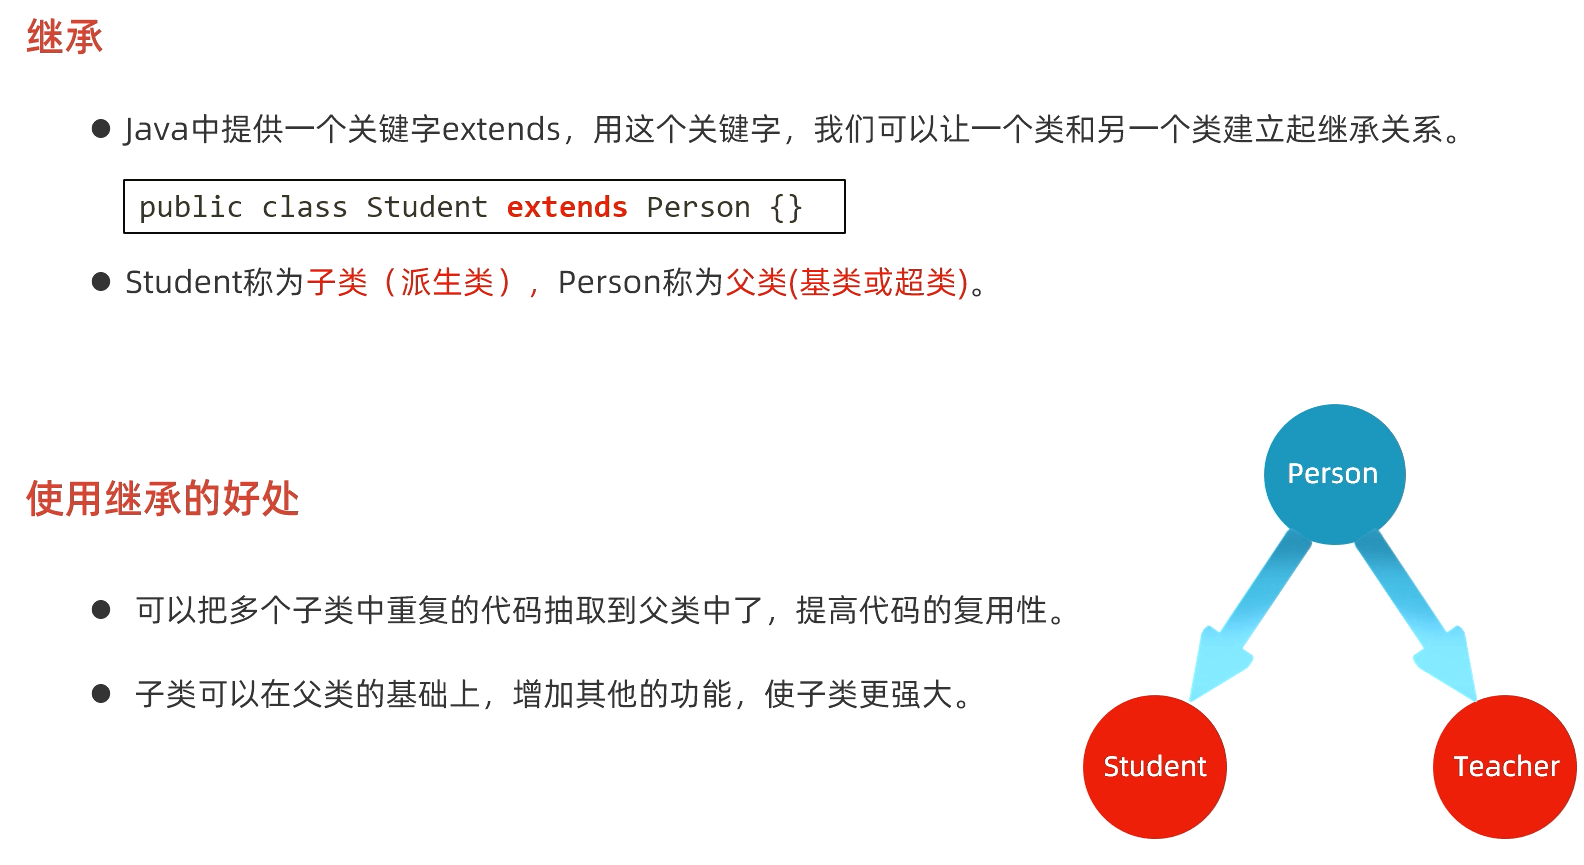 继承
● Java中提供一个关键字extends，用这个关键字，我们可以让一个类和另一个类建立起继承关系。
public class Student extends Person {}
● Student称为子类（派生类），Person称为父类(基类或超类)。
使用继承的好处
● 可以把多个子类中重复的代码抽取到父类中了，提高代码的复用性。
● 子类可以在父类的基础上，增加其他的功能，使子类更强大。
Person
Student
Teacher